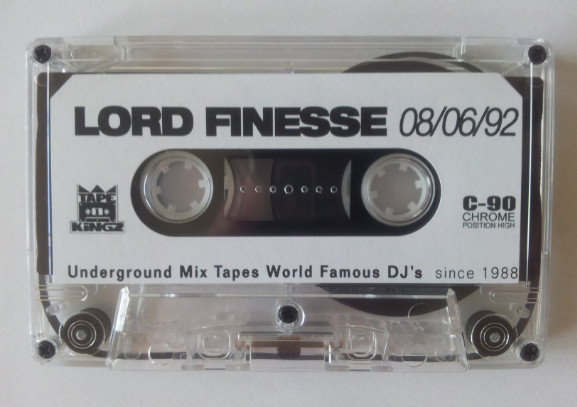 LORD FINESSE 08/06/92
TAPE
KINGZ
C-90
CHROME
POSITION HIGH
Underground Mix Tapes World Famous DJ's since 1988